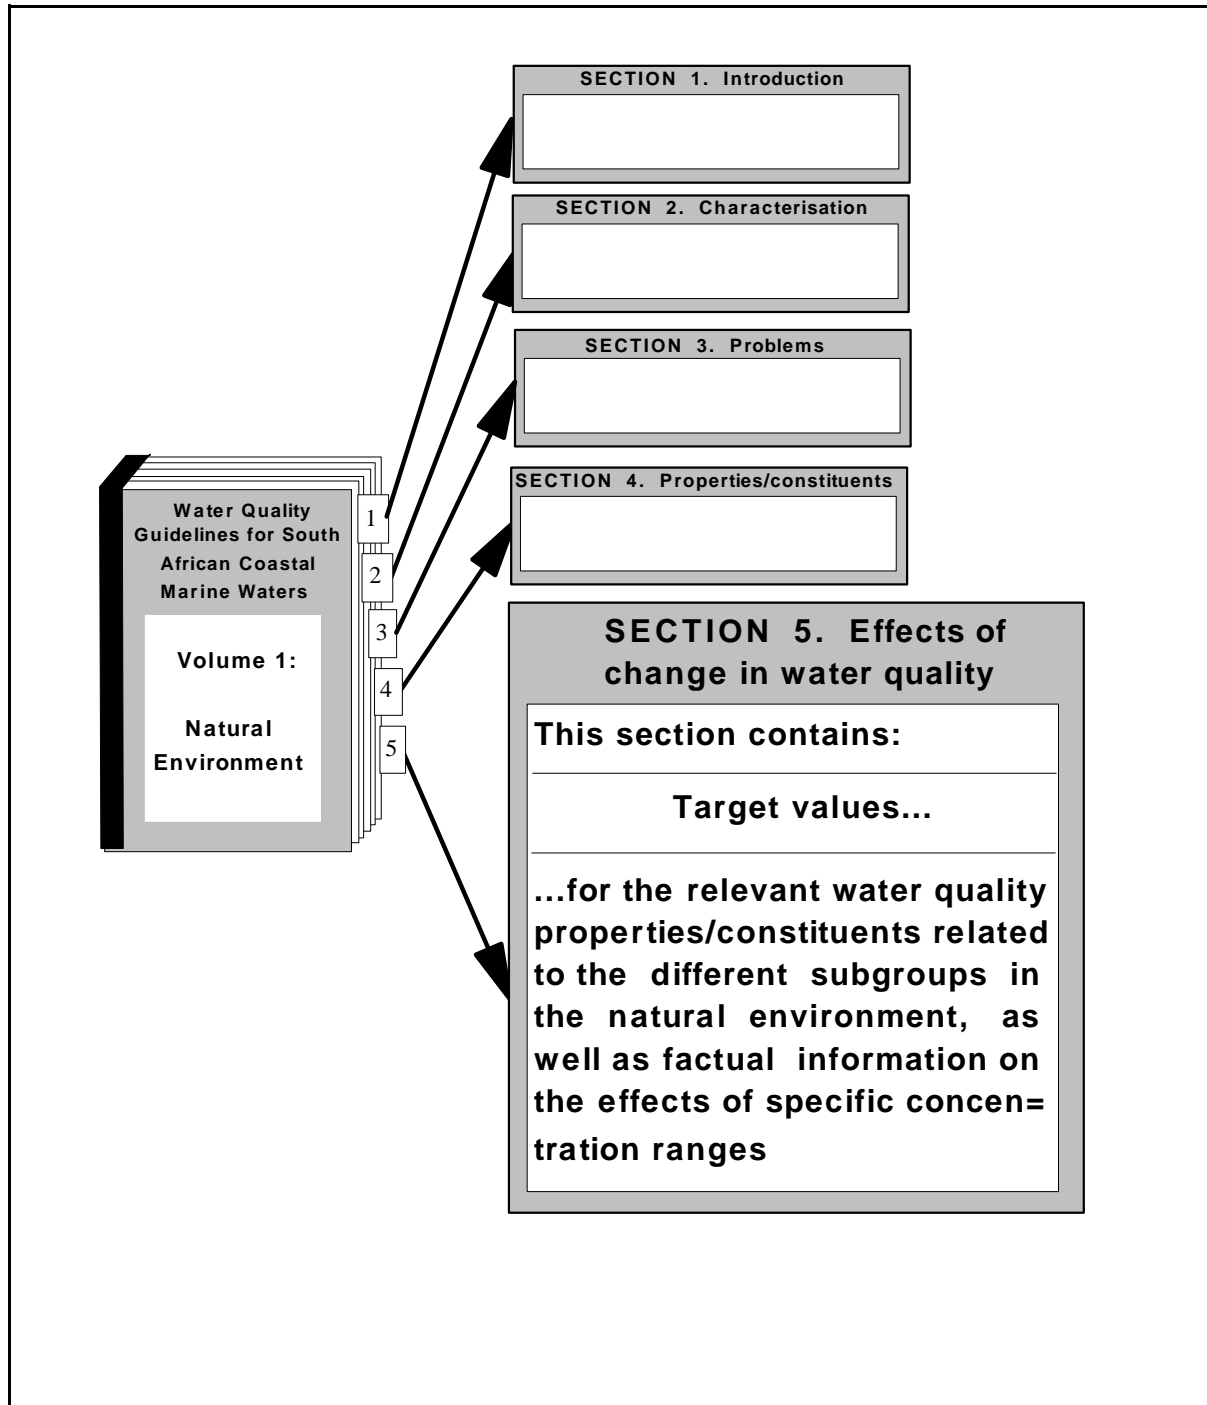 SECTION 1. Introduction
SECTION 2. Characterisation
SECTION 3. Problems
SECTION 4. Properties/constituents
Water Quality
Guidelines for South
African Coastal
Marine Waters
Volume 1:
Natural
Environment
1
2
3
4
5
SECTION 5. Effects of
change in water quality
This section contains:
Target values...
...for the relevant water quality
properties/constituents related
to the different subgroups in
the natural environment, as
well as factual information on
the effects of specific concen=
tration ranges